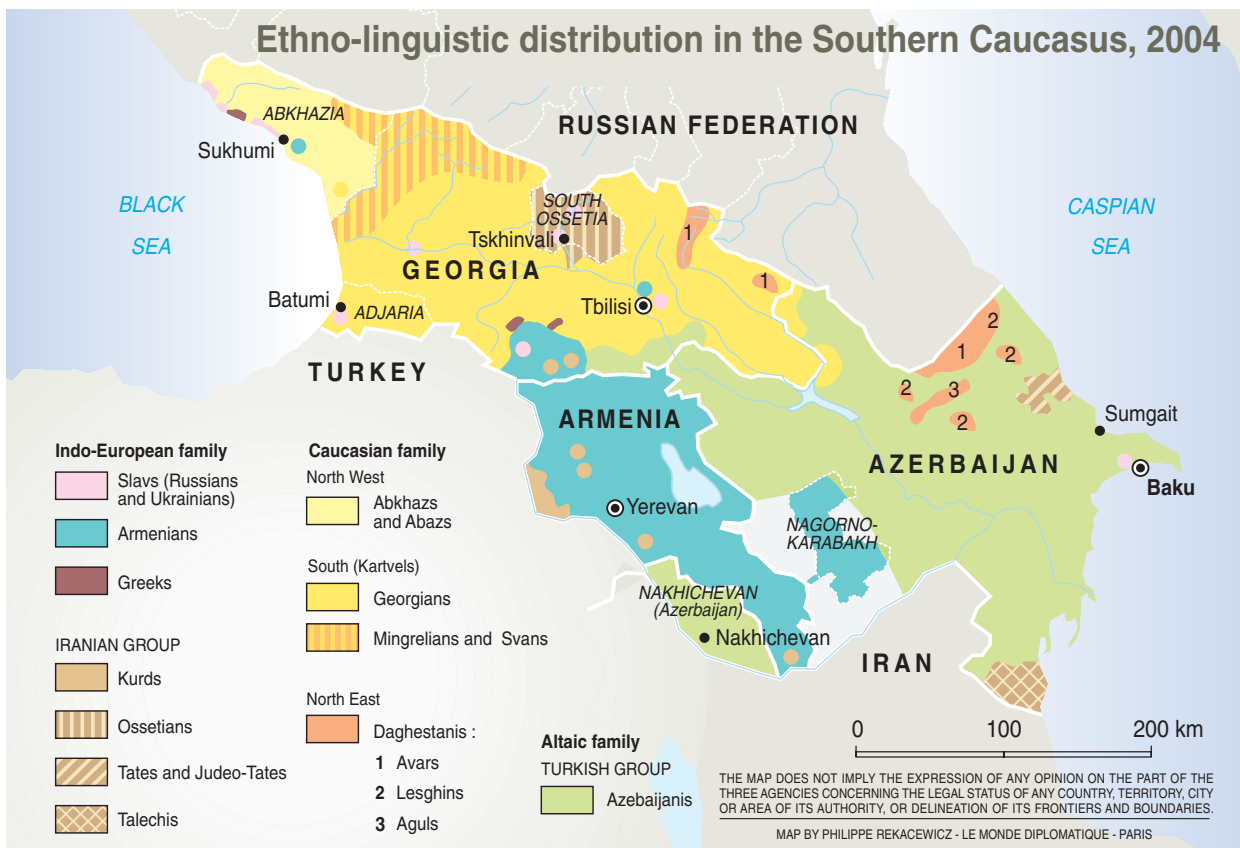 Ethno-linguistic distribution in the Southern Caucasus, 2004
RUSSIAN FEDERATION
ABKHAZIA
Sukhumi
BLACK
SEA
CASPIAN
SEA
SOUTH
OSSETIA
Tskhinvali
GEORGIA
1
1
Batumi
ADJARIA
Tbilisi
TURKEY
2
1
2
2
3
2
ARMENIA
Sumgait
AZERBAIJAN
Baku
Yerevan
NAGORNO-
KARABAKH
NAKHICHEVAN
(Azerbaijan)
Nakhichevan
IRAN
Indo-European family
Slavs (Russians
and Ukrainians)
Armenians
Greeks
IRANIAN GROUP
Kurds
Ossetians
Tates and Judeo-Tates
Talechis
Caucasian family
North West
Abkhazs
and Abazs
South (Kartvels)
Georgians
Mingrelians and Svans
North East
Daghestanis :
1 Avars
2 Lesghins
3 Aguls
Altaic family
TURKISH GROUP
Azebaijanis
0 100 200 km
THE MAP DOES NOT IMPLY THE EXPRESSION OF ANY OPINION ON THE PART OF THE
THREE AGENCIES CONCERNING THE LEGAL STATUS OF ANY COUNTRY, TERRITORY, CITY
OR AREA OF ITS AUTHORITY, OR DELINEATION OF ITS FRONTIERS AND BOUNDARIES.
MAP BY PHILIPPE REKACEWICZ - LE MONDE DIPLOMATIQUE - PARIS